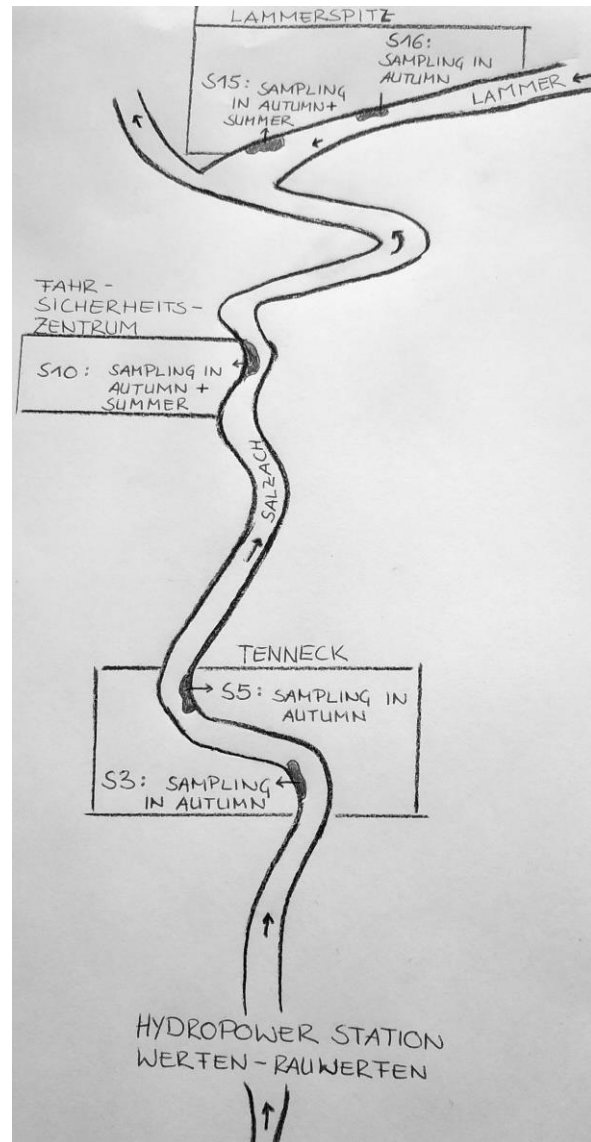 LAMMERSPITZ
S16:
SAMPLING IN
AUTUMN
S15: SAMPLING
IN AUTUMN+
SUMMER
LAMMER
FAHR-
SICHERHEITS-
ZENTRUM
S10: SAMPLING IN
AUTUMN +
SUMMER
SALZACH
TENNECK
S5: SAMPLING IN
AUTUMN
S3: SAMPLING
IN AUTUMN
HYDROPOWER STATION
WERFEN-RAUWERFEN